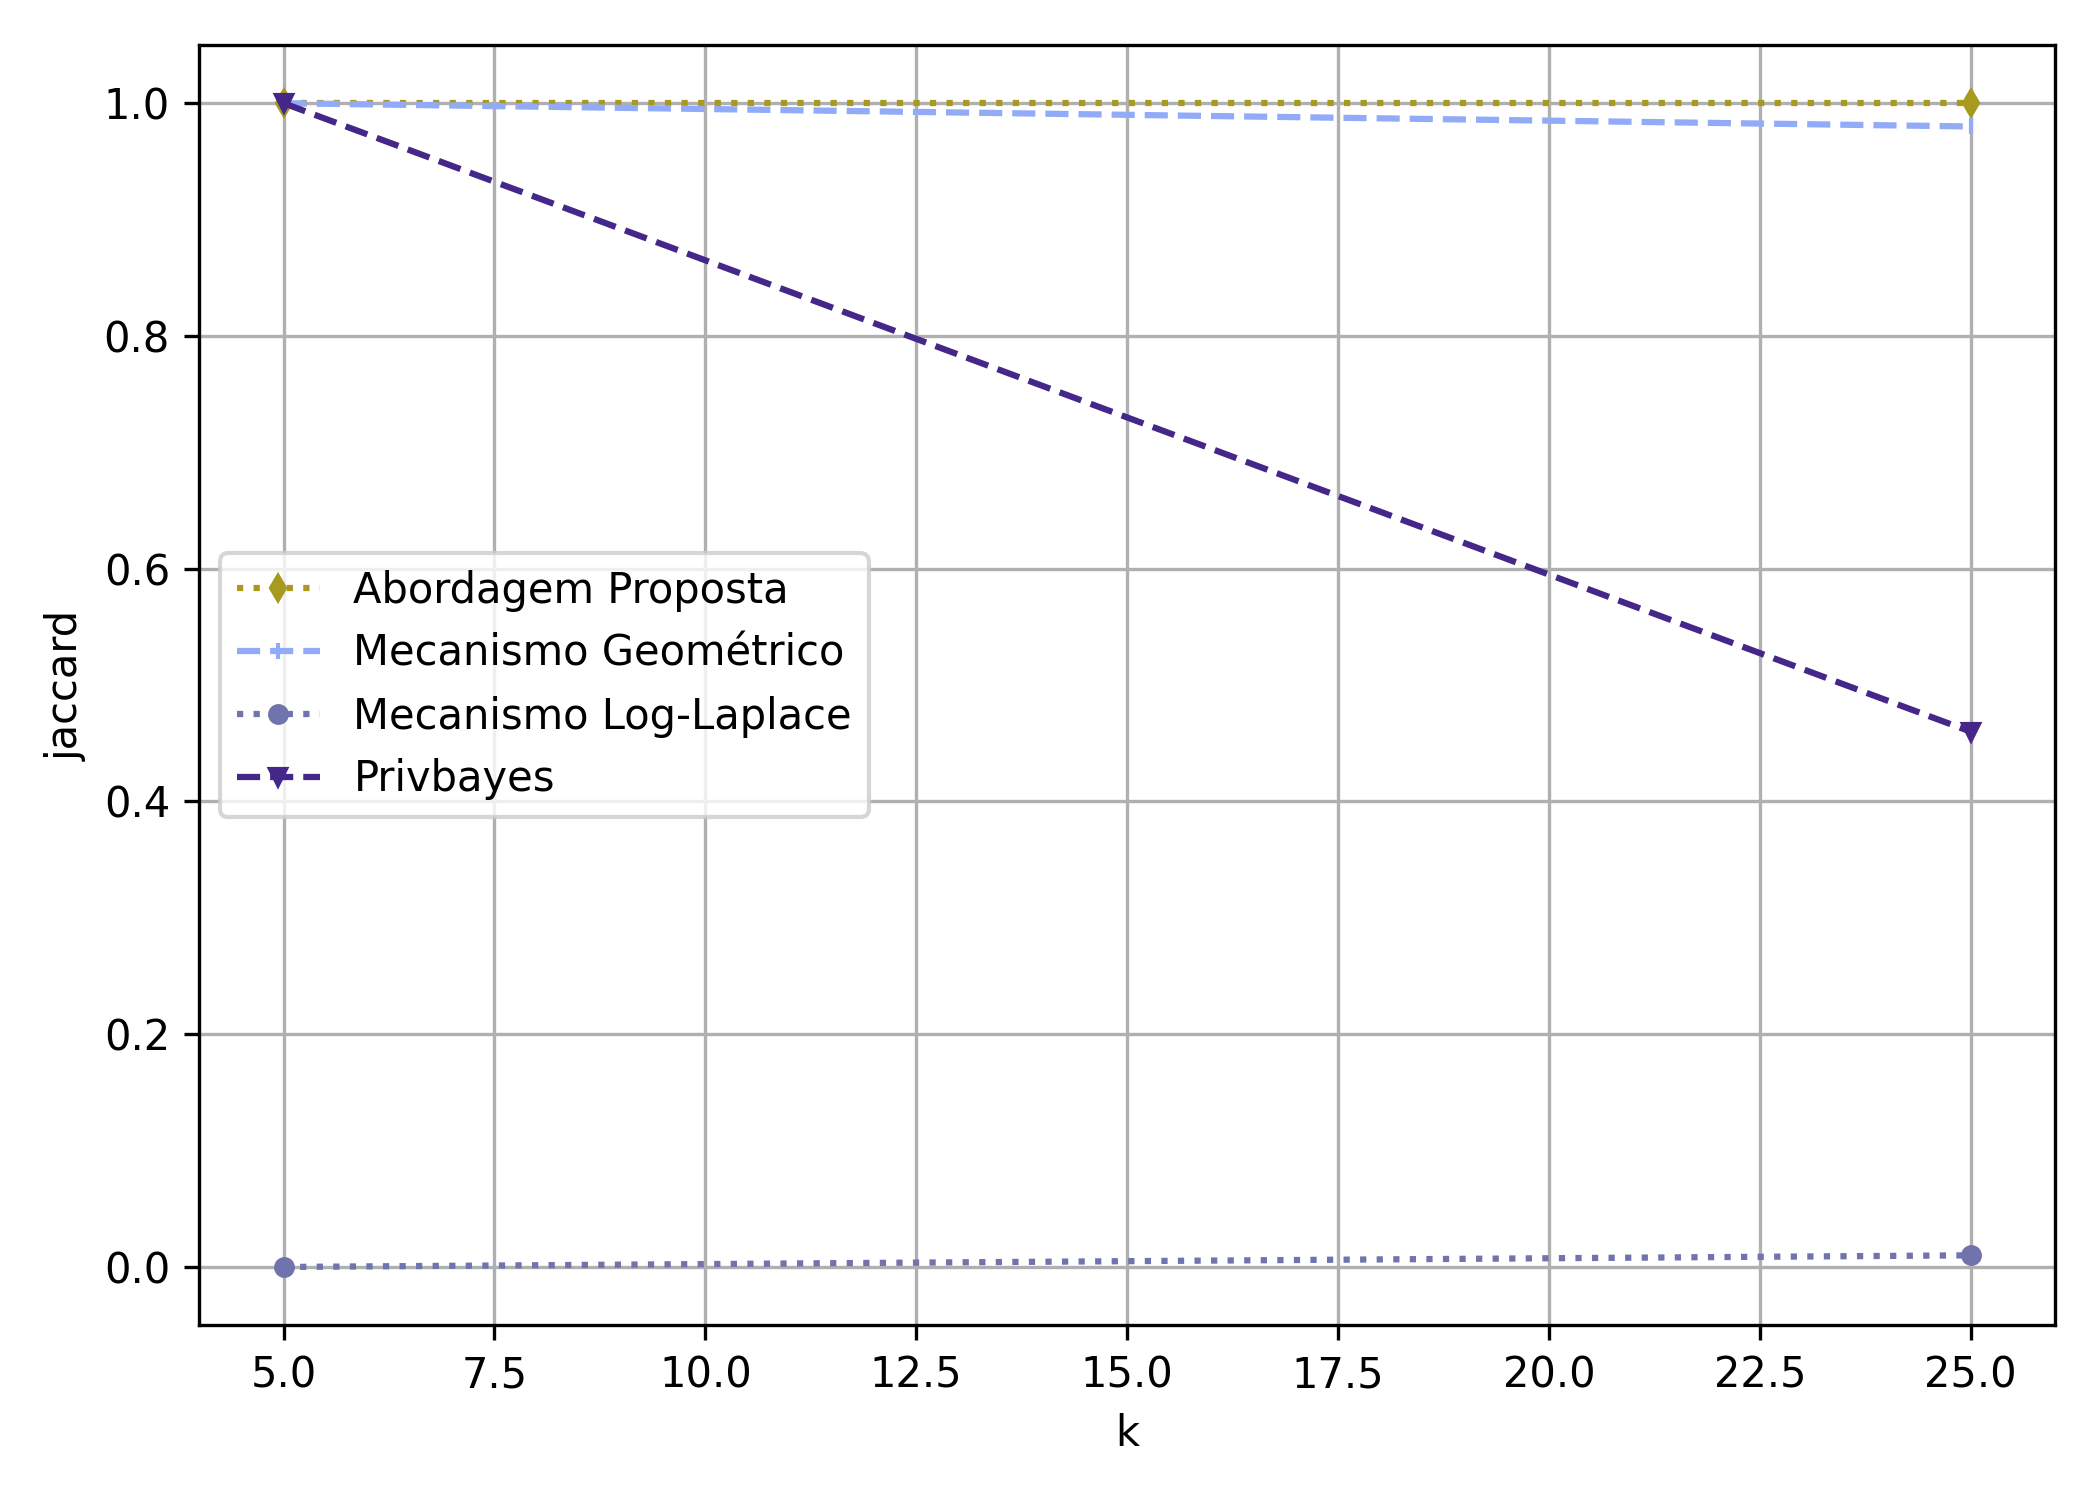 1.0
0.8
0.6
0.4
0.2
0.0
jaccard
Abordagem Proposta
Mecanismo Geométrico
Mecanismo Log-Laplace
Privbayes
5.0 7.5 10.0 12.5 15.0 17.5 20.0 22.5 25.0
k